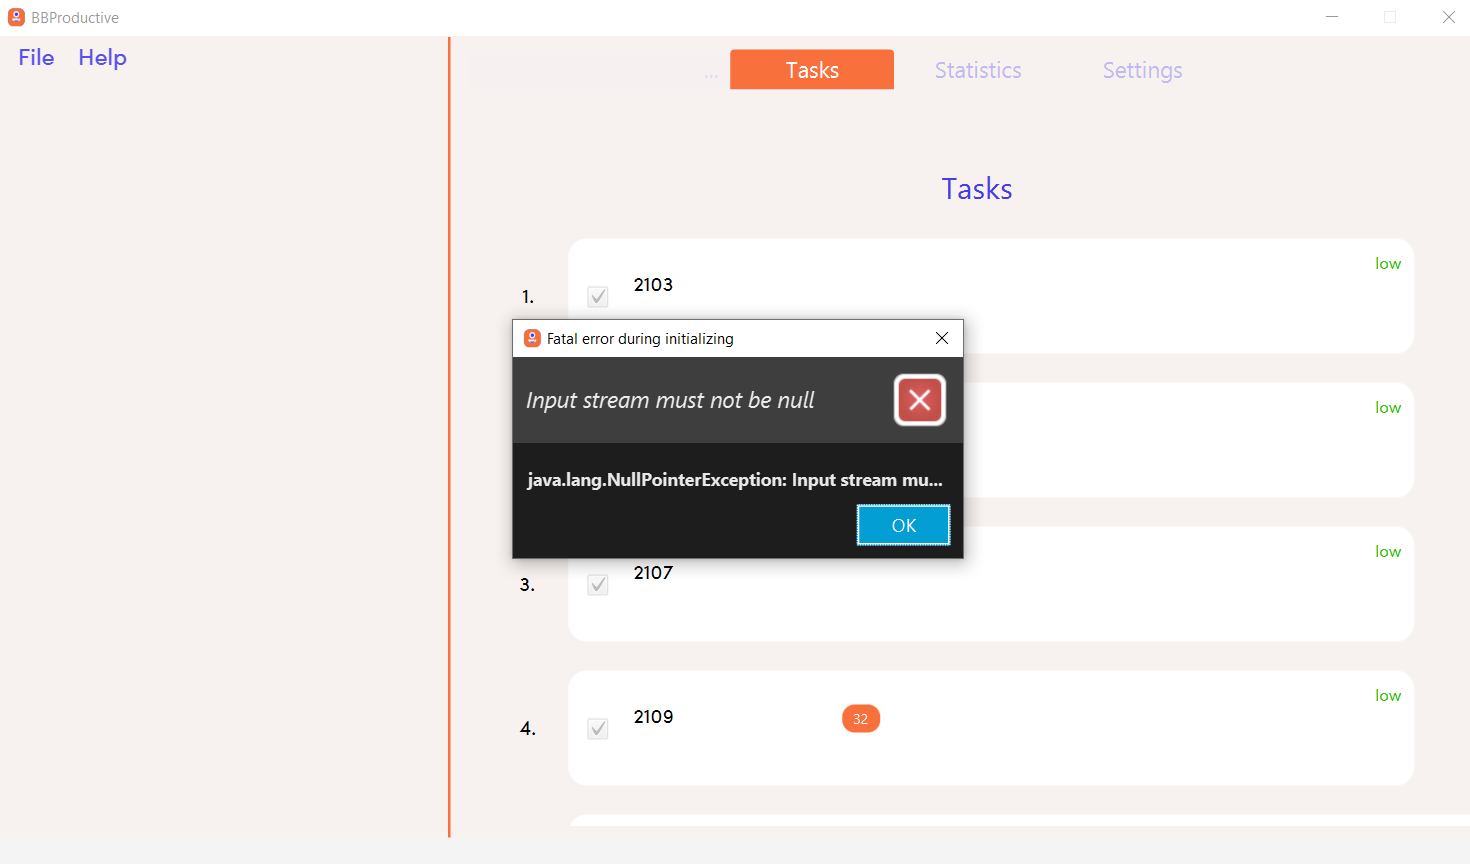 BBProductive
File Help
... Tasks Statistics Settings
Tasks
low
1. 2103
Fatal error during initializing
Input stream must not be null
low
java.lang.NullPointerException: Input stream mu...
OK
low
3. 2107
low
4. 2109 32